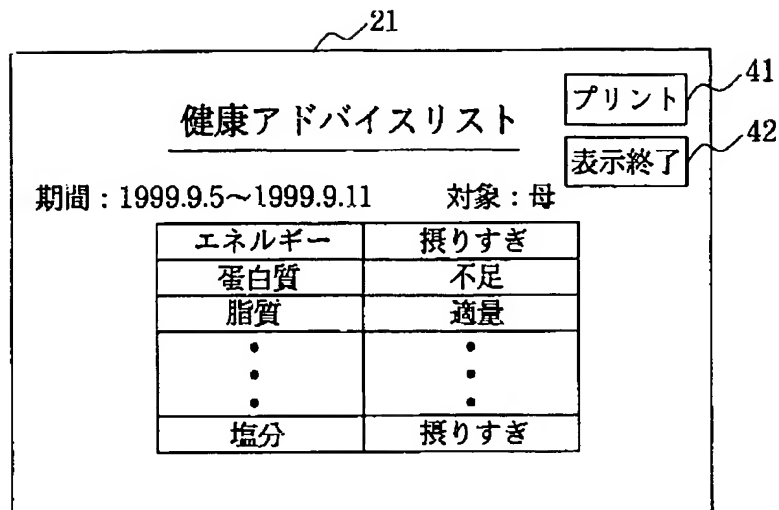 21
プリント 41
健康アドバイスリスト
表示終了 42
期間：1999.9.5～1999.9.11 対象：母
エネルギー 摂りすぎ
蛋白質 不足
脂質 適量
• •
• •
• •
塩分 摂りすぎ